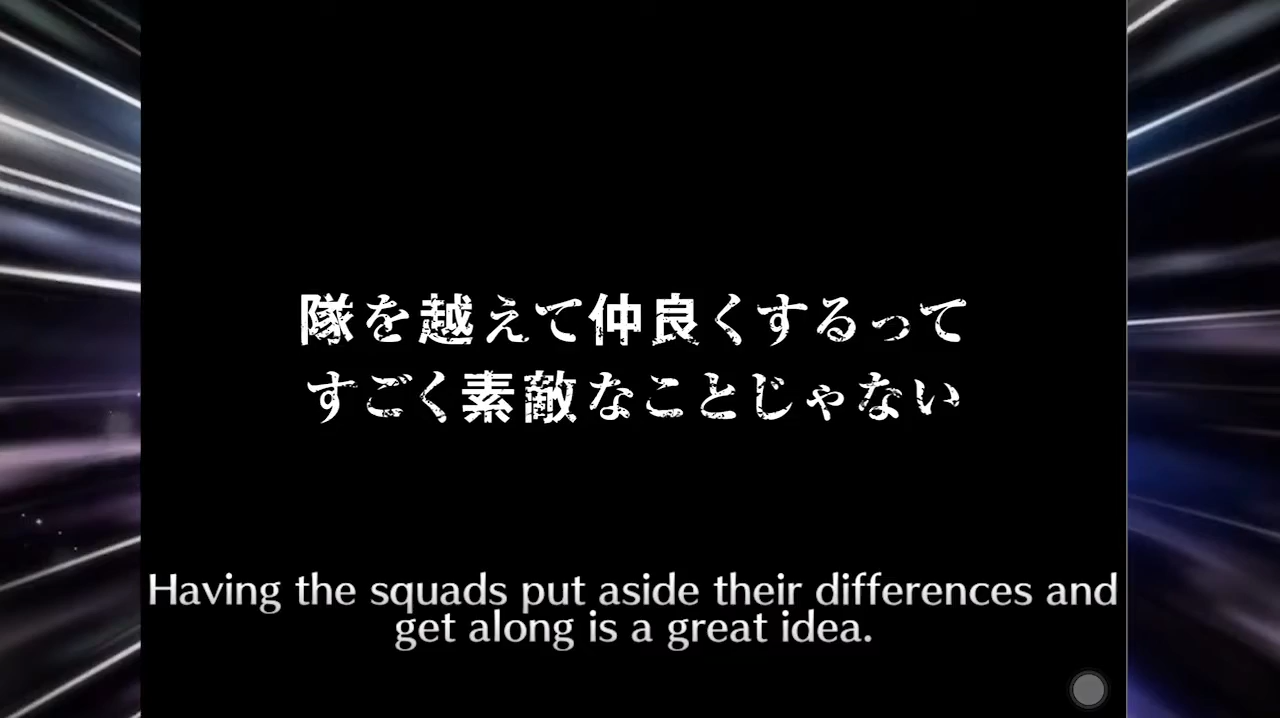 隊を越えて仲良くするって
すごく素敵なことじゃない
Having the squads put aside their differences and
get along is a great idea.